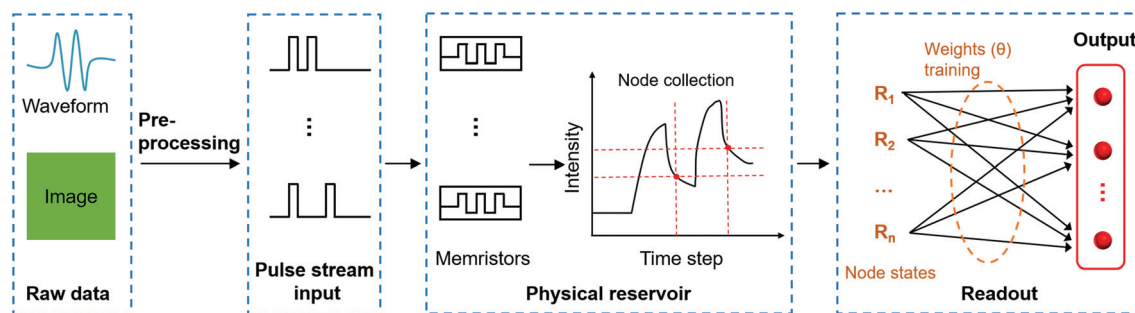 Waveform
Image
Raw data
Pre-
processing
...
Pulse stream
input
...
Memristors
Node collection
Intensity
Time step
Physical reservoir
Weights (θ)
training
R1
R2
...
Rn
Node states
Output
...
Readout